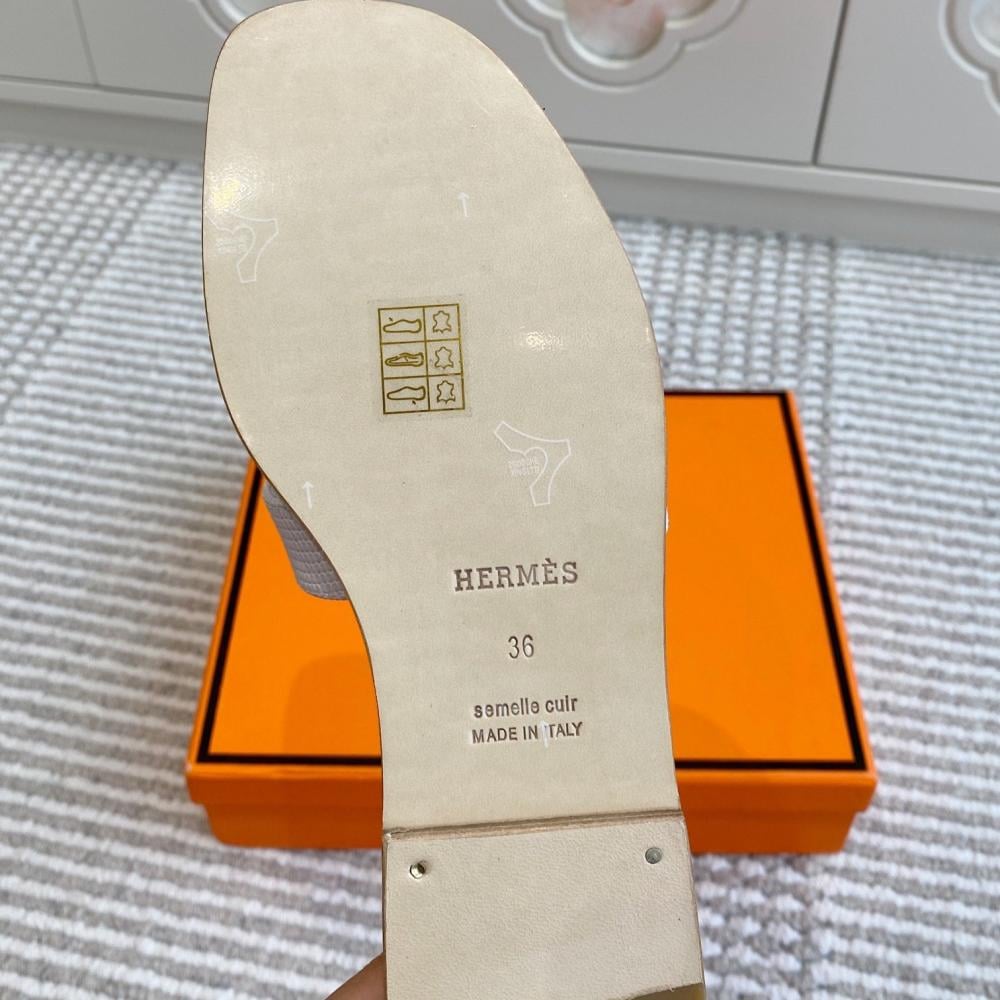 HERMÈS
36
semelle cuir
MADE IN ITALY